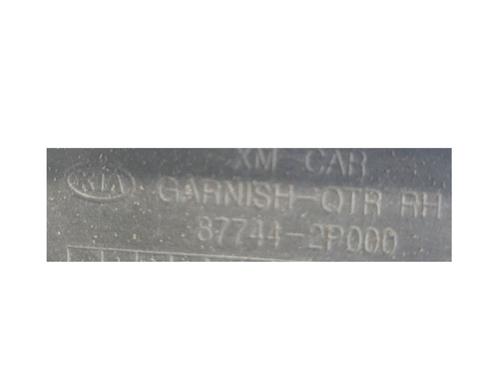 XM CAR
KIA
GARNISH-QTR RH
87744-2P000